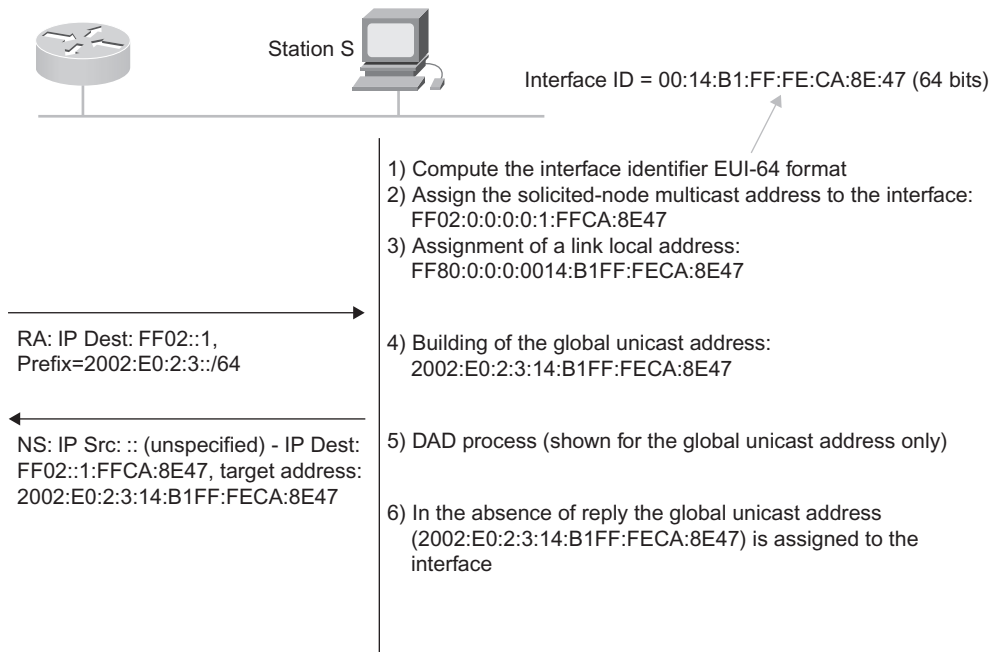 Station S
Interface ID = 00:14:B1:FF:FE:CA:8E:47 (64 bits)
1) Compute the interface identifier EUI-64 format
2) Assign the solicited-node multicast address to the interface:
FF02:0:0:0:0:1:FFCA:8E47
3) Assignment of a link local address:
FF80:0:0:0:0014:B1FF:FECA:8E47
RA: IP Dest: FF02::1,
Prefix=2002:E0:2:3::/64
4) Building of the global unicast address:
2002:E0:2:3:14:B1FF:FECA:8E47
NS: IP Src: :: (unspecified) - IP Dest:
FF02::1:FFCA:8E47, target address:
2002:E0:2:3:14:B1FF:FECA:8E47
5) DAD process (shown for the global unicast address only)
6) In the absence of reply the global unicast address
(2002:E0:2:3:14:B1FF:FECA:8E47) is assigned to the
interface